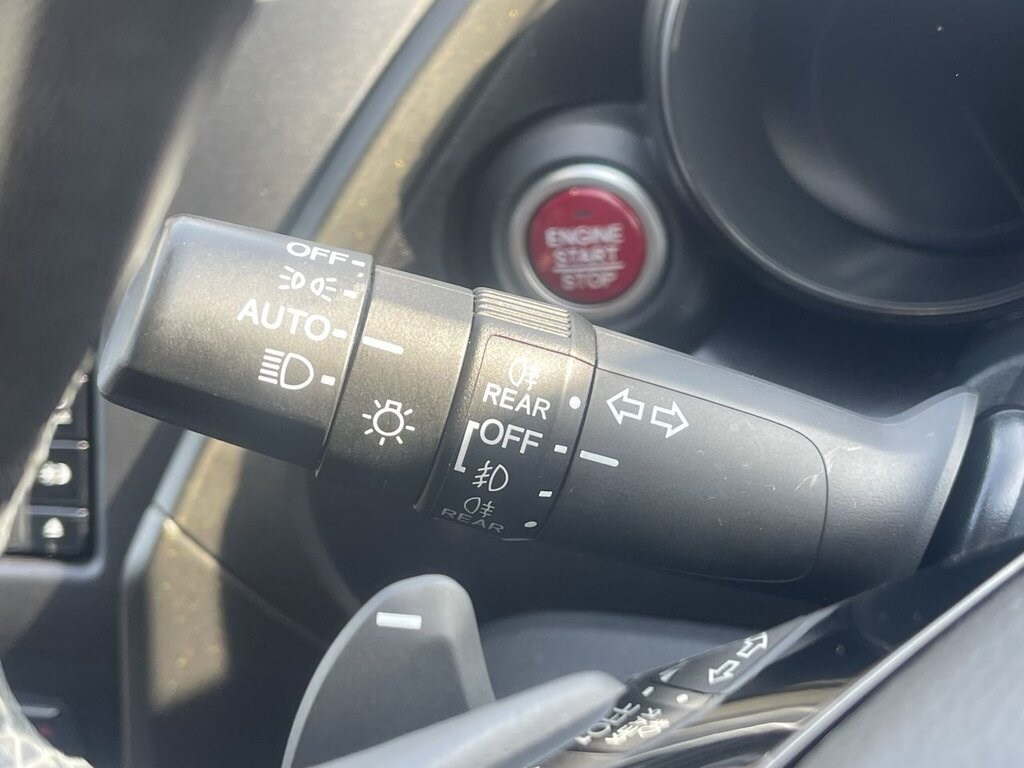 ENGINE
START
STOP
OFF
AUTO
REAR
OFF
REAR